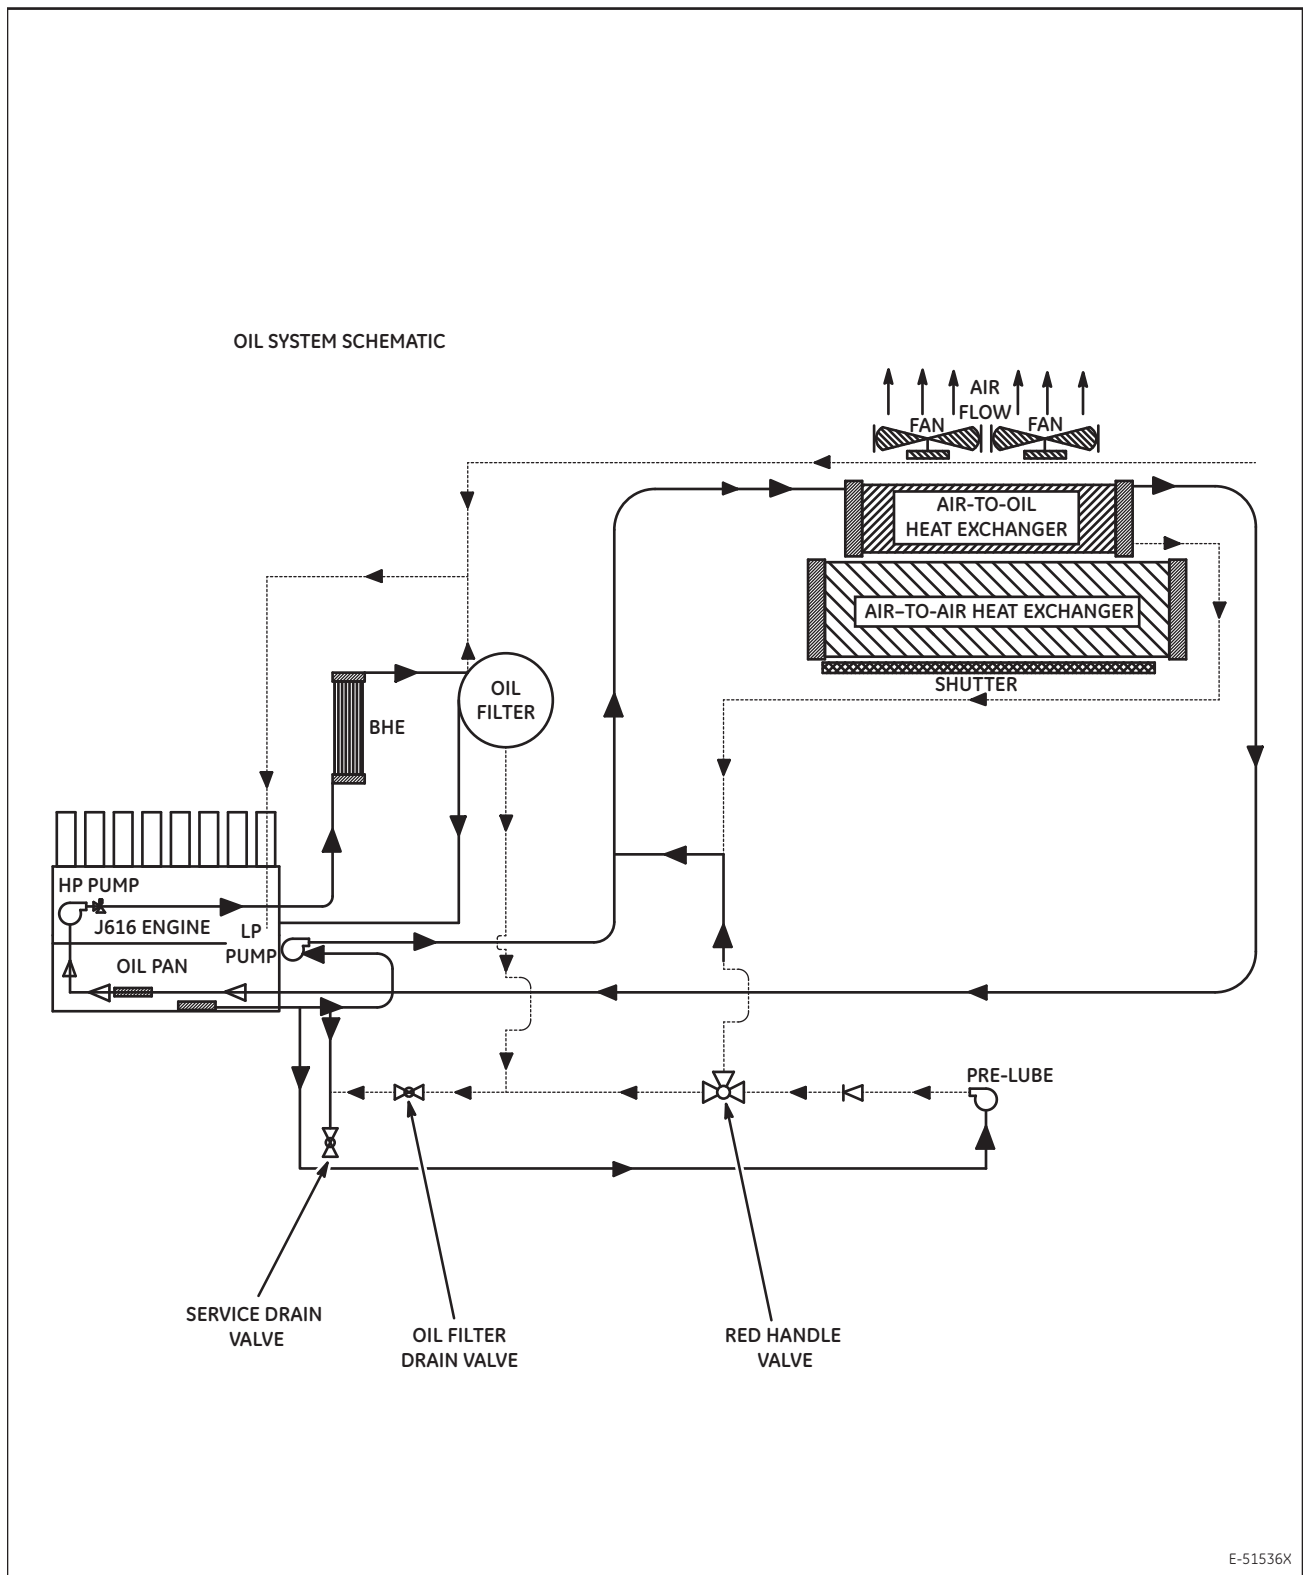 OIL SYSTEM SCHEMATIC
AIR
FLOW
FAN
FAN
AIR-TO-OIL
HEAT EXCHANGER
AIR–TO-AIR HEAT EXCHANGER
SHUTTER
OIL
FILTER
BHE
HP PUMP
J616 ENGINE
LP
PUMP
OIL PAN
PRE-LUBE
SERVICE DRAIN
VALVE
OIL FILTER
DRAIN VALVE
RED HANDLE
VALVE
E-51536X